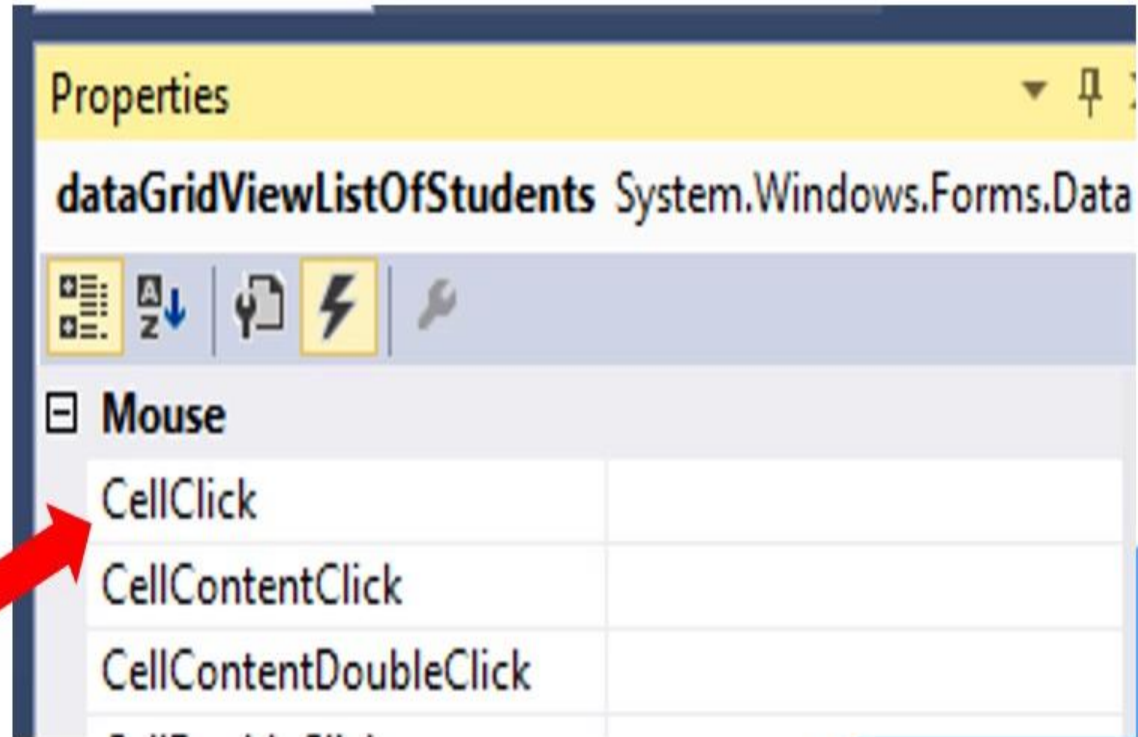 Properties
dataGridViewListOfStudents System.Windows.Forms.Data
Mouse
CellClick
CellContentClick
CellContentDoubleClick